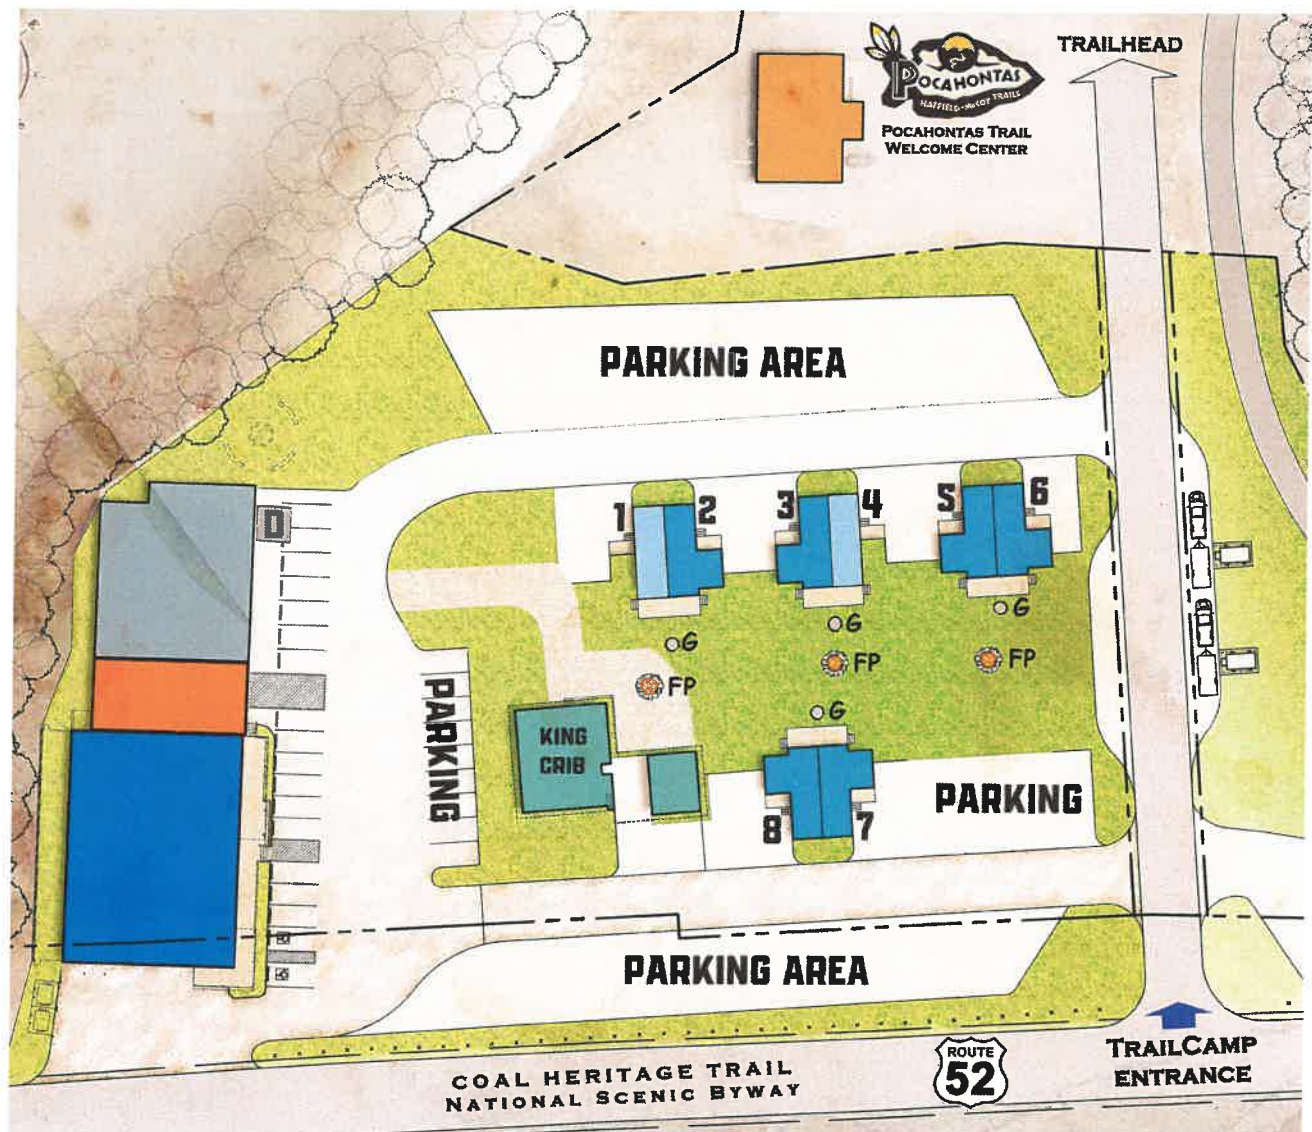 TRAILHEAD
POCAHONTAS
HATFIELD-McCOY TRAILS
POCAHONTAS TRAIL
WELCOME CENTER
PARKING AREA
1
2
3
4
5
6
D
G
G
G
FP
FP
FP
G
PARKING
KING
CRIB
PARKING
8
7
PARKING AREA
COAL HERITAGE TRAIL
NATIONAL SCENIC BYWAY
ROUTE
52
TRAILCAMP
ENTRANCE